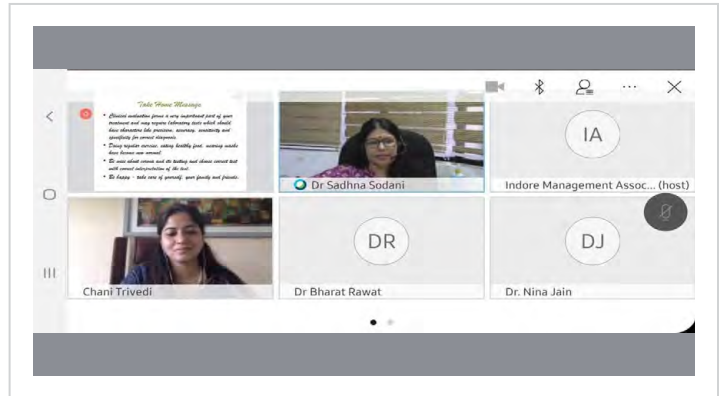 Take Home Message
• Clinical evaluation forms a very important part of your
treatment and may require laboratory tests which should
have characters like precision, accuracy, sensitivity and
specificity for correct diagnosis.
• Doing regular exercise, eating healthy food, wearing masks
have become new normal.
• Be wise about corona and its testing and choose correct test
with correct interpretation of the test.
• Be happy - take care of yourself, your family and friends.
Dr Sadhna Sodani
IA
Indore Management Assoc... (host)
Chani Trivedi
DR
Dr Bharat Rawat
DJ
Dr. Nina Jain